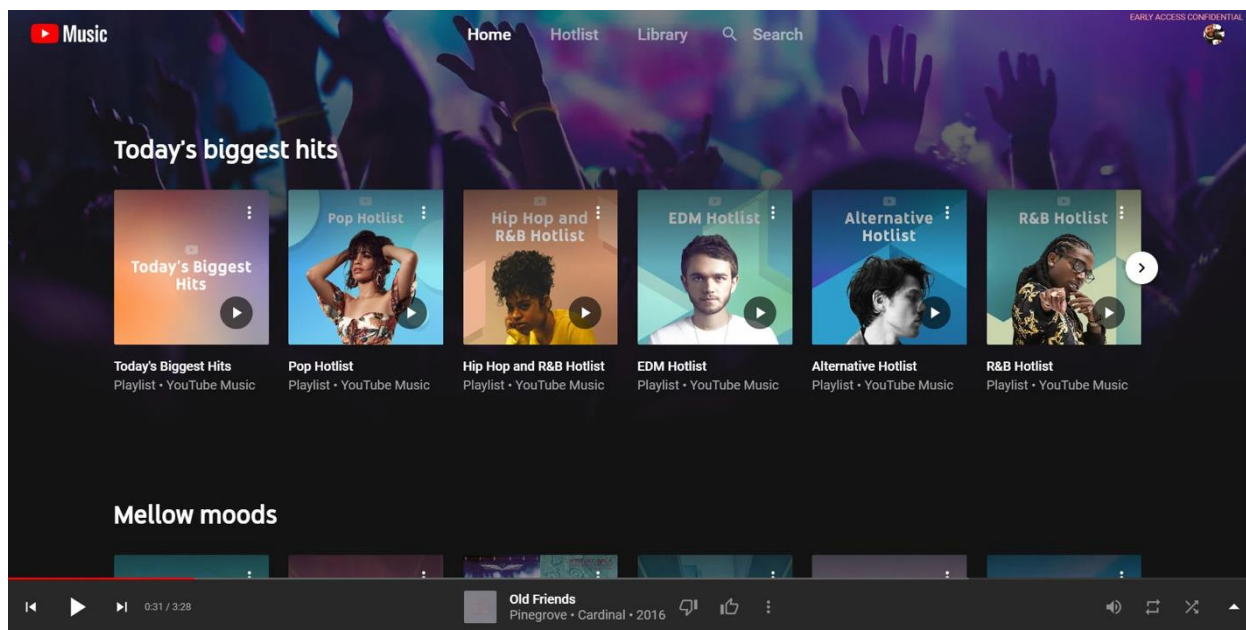 EARLY ACCESS CONFIDENTIAL
Music
Home Hotlist Library Search
Today's biggest hits
Today's Biggest
Hits
Pop Hotlist
Hip Hop and
R&B Hotlist
EDM Hotlist
Alternative
Hotlist
R&B Hotlist
Today's Biggest Hits
Playlist • YouTube Music
Pop Hotlist
Playlist • YouTube Music
Hip Hop and R&B Hotlist
Playlist • YouTube Music
EDM Hotlist
Playlist • YouTube Music
Alternative Hotlist
Playlist • YouTube Music
R&B Hotlist
Playlist • YouTube Music
Mellow moods
0:31 / 3:28
Old Friends
Pinegrove • Cardinal • 2016